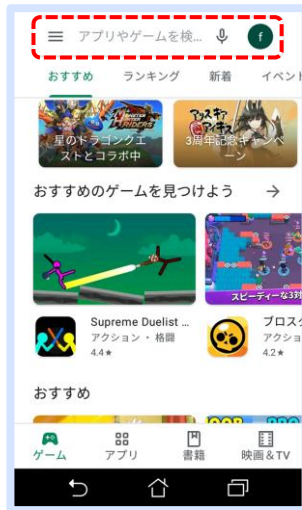 アプリやゲームを検...
f
おすすめ ランキング 新着 イベント
星のドラゴンクエ
ストとコラボ中
3周年記念キャンペ
ーン
おすすめのゲームを見つけよう →
スピーディーな3対
Supreme Duelist ...
アクション・格闘
4.4★
ブロスタ
アクショ
4.2★
おすすめ
ゲーム アプリ 書籍 映画&TV